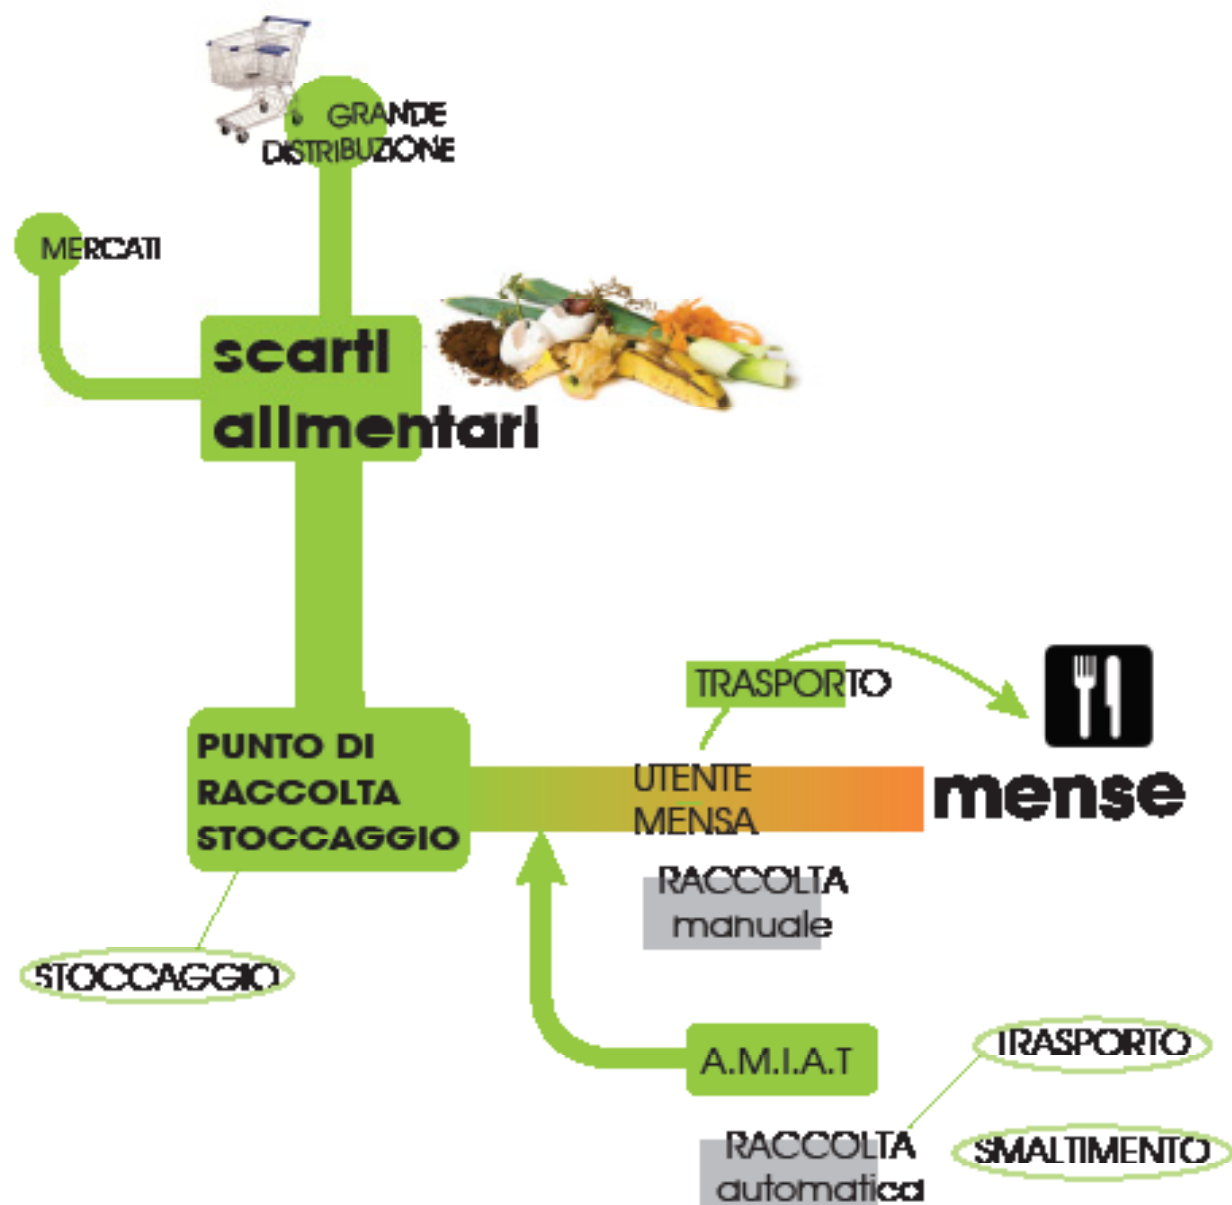 GRANDE
DISTRIBUZIONE
MERCATI
scarti
alimentari
TRASPORTO
PUNTO DI
RACCOLTA
STOCCAGGIO
UTENTE
MENSA
mense
RACCOLTA
manuale
STOCCAGGIO
A.M.I.A.T
TRASPORTO
RACCOLTA
automatica
SMALTIMENTO